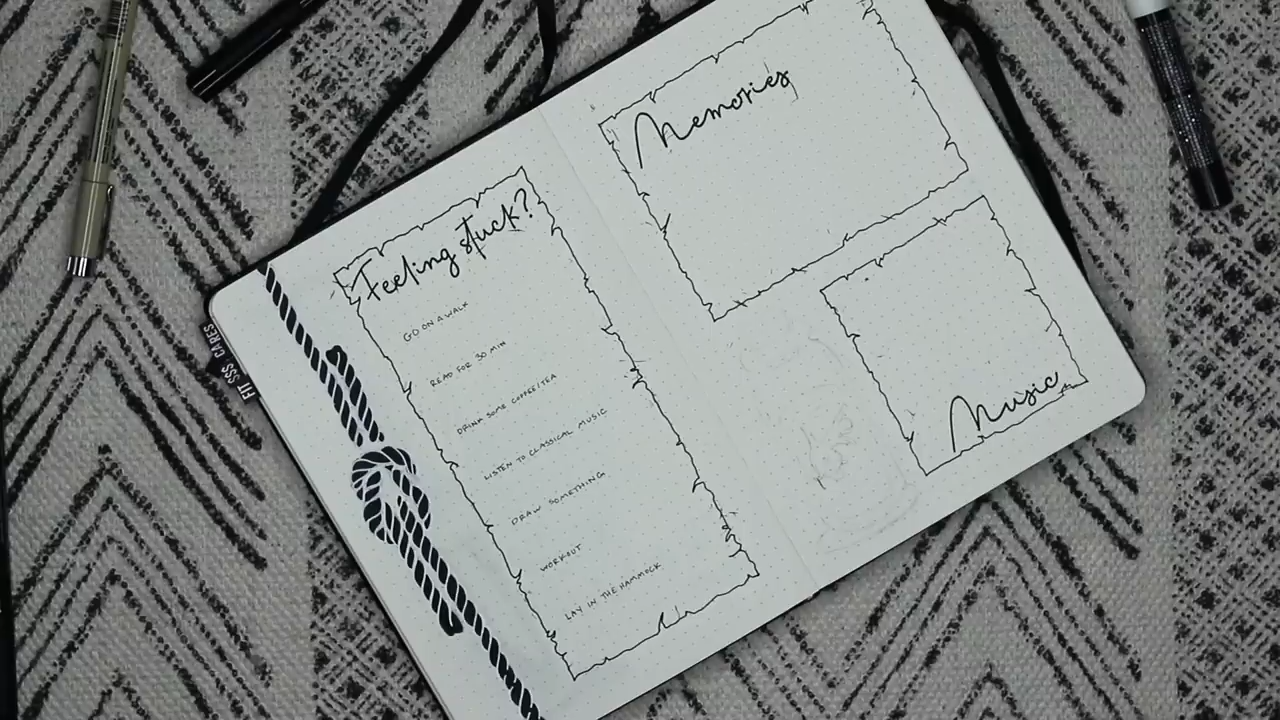 Feeling stuck?
GO ON A WALK
READ FOR 30 MIN
DRINK SOME COFFEE/TEA
LISTEN TO CLASSICAL MUSIC
DRAW SOMETHING
WORKOUT
LAY IN THE HAMMOCK
Memories
Music